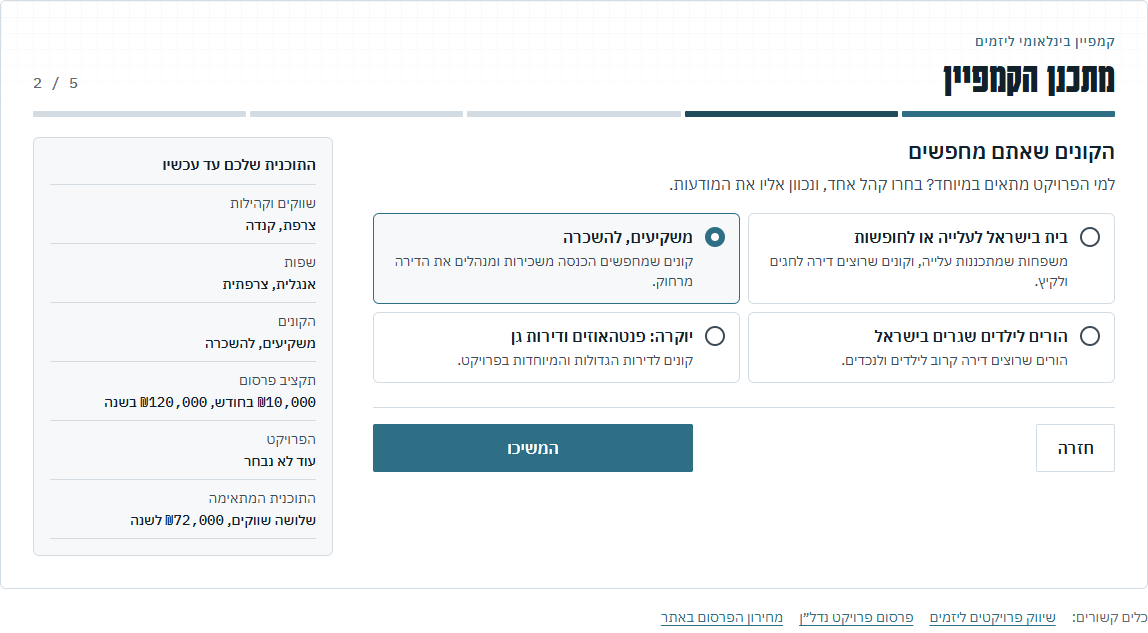 קמפיין בינלאומי ליזמים
מתכנן הקמפיין
2 / 5
הקונים שאתם מחפשים
למי הפרויקט מתאים במיוחד? בחרו קהל אחד, ונכוון אליו את המודעות.
בית בישראל לעלייה או לחופשות
משפחות שמתכננות עלייה, וקונים שרוצים דירה לחגים
ולקיץ.
משקיעים, להשכרה
קונים שמחפשים הכנסה משכירות ומנהלים את הדירה
מרחוק.
הורים לילדים שגרים בישראל
הורים שרוצים דירה קרוב לילדים ולנכדים.
יוקרה: פנטהאוזים ודירות גן
קונים לדירות הגדולות והמיוחדות בפרויקט.
חזרה
המשיכו
התוכנית שלכם עד עכשיו
שווקים וקהילות
צרפת, קנדה
שפות
אנגלית, צרפתית
הקונים
משקיעים, להשכרה
תקציב פרסום
₪10,000 בחודש, ₪120,000 בשנה
הפרויקט
עוד לא נבחר
התוכנית המתאימה
שלושה שווקים, ₪72,000 לשנה
כלים קשורים: שיווק פרויקטים ליזמים פרסום פרויקט נדל״ן מחירון הפרסום באתר